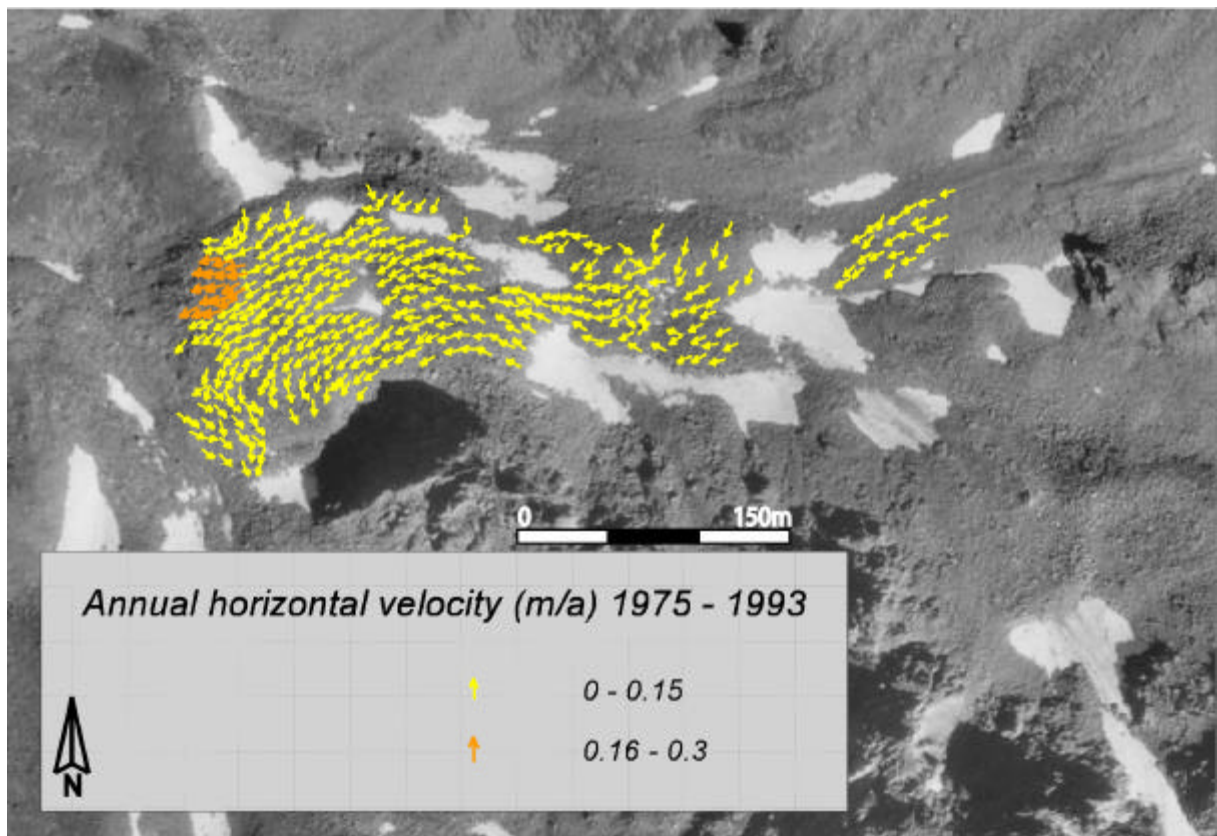 0 150m
Annual horizontal velocity (m/a) 1975 - 1993
0 - 0.15
0.16 - 0.3
N